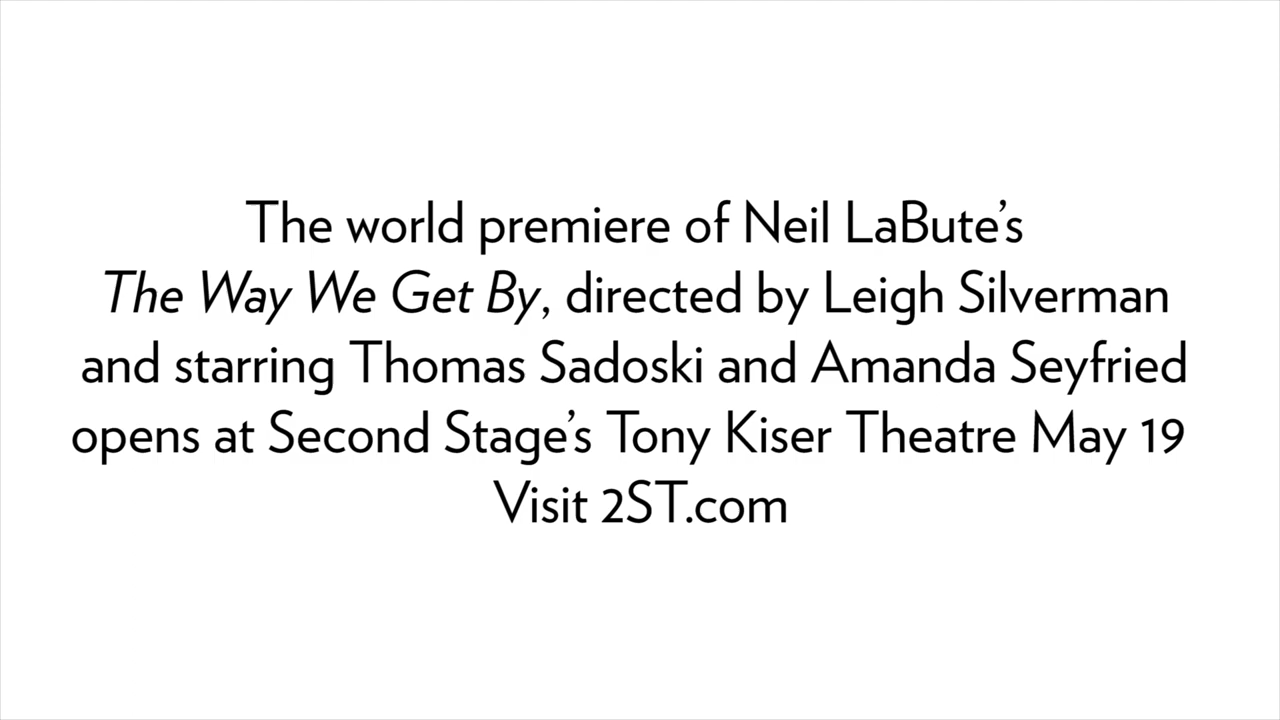 The world premiere of Neil LaBute’s
The Way We Get By, directed by Leigh Silverman
and starring Thomas Sadoski and Amanda Seyfried
opens at Second Stage’s Tony Kiser Theatre May 19
Visit 2ST.com